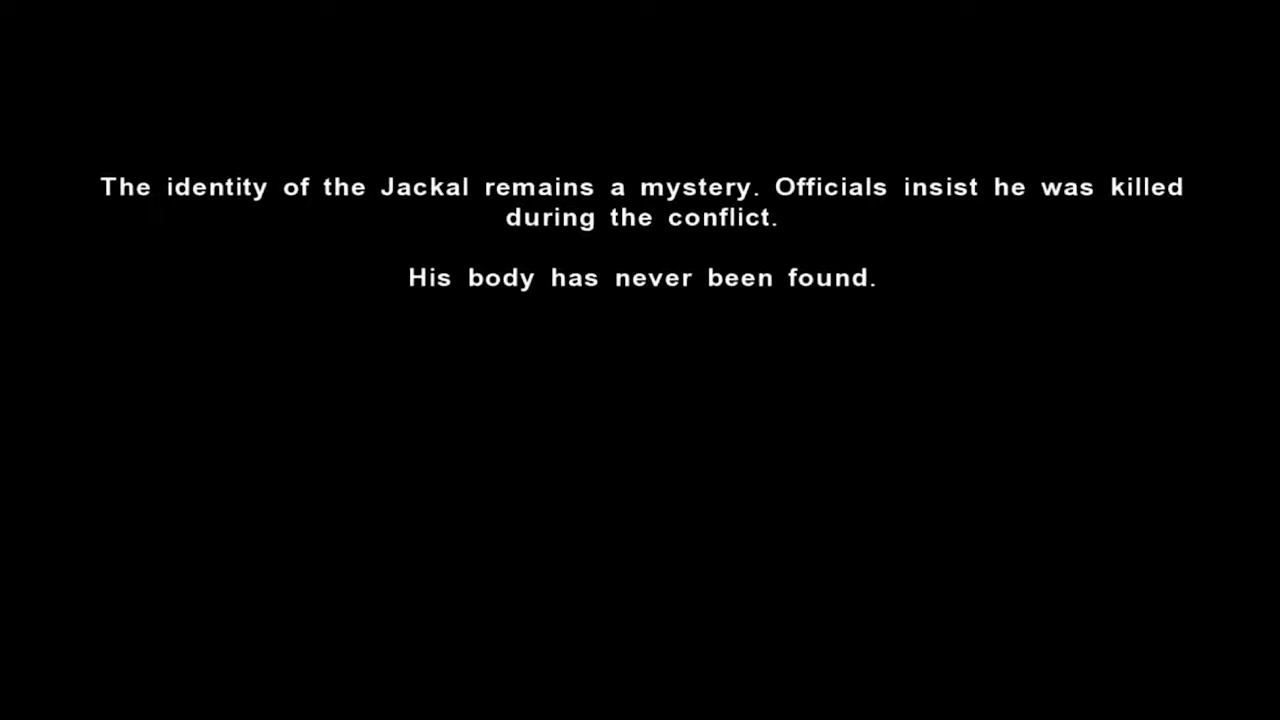 The identity of the Jackal remains a mystery. Officials insist he was killed
during the conflict.
His body has never been found.